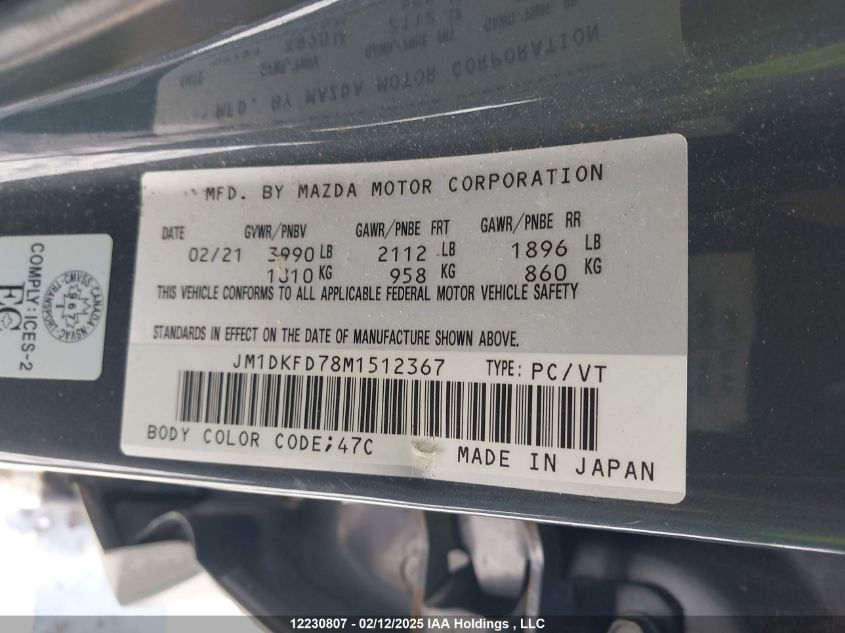 MFD. BY MAZDA MOTOR CORPORATION
DATE GVWR/PNBV GAWR/PNBE FRT GAWR/PNBE RR
02/21 3990 LB 2112 LB 1896 LB
1810 KG 958 KG 860 KG
THIS VEHICLE CONFORMS TO ALL APPLICABLE FEDERAL MOTOR VEHICLE SAFETY
STANDARDS IN EFFECT ON THE DATE OF MANUFACTURE SHOWN ABOVE.
JM1DKFD78M1512367 TYPE: PC/VT
BODY COLOR CODE;47C
MADE IN JAPAN
COMPLY: ICES-2
12230807 - 02/12/2025 IAA Holdings , LLC